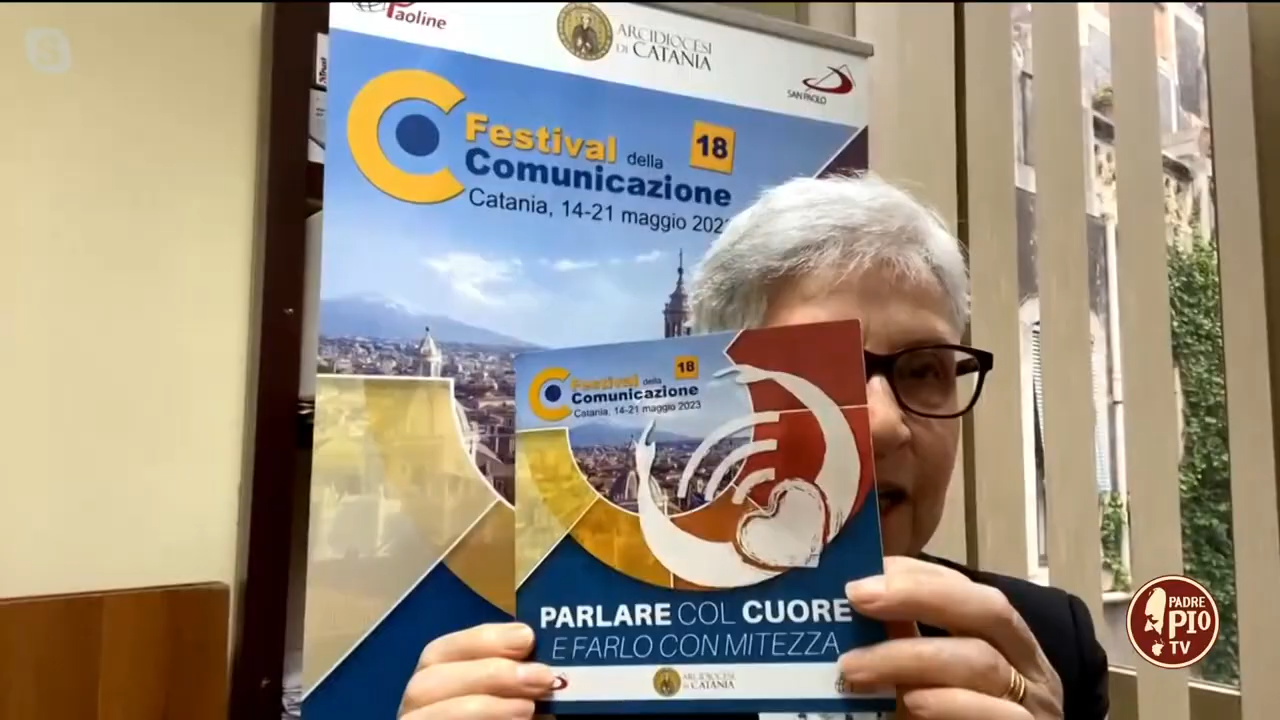 Paoline
ARCIDIOCESI
DI CATANIA
SAN PAOLO
Festival della 18
Comunicazione
Catania, 14-21 maggio 202
Festival della 18
Comunicazione
Catania, 14-21 maggio 2023
PARLARE COL CUORE
E FARLO CON MITEZZA
ARCIDIOCESI
DI CATANIA
PADRE
PIO
TV